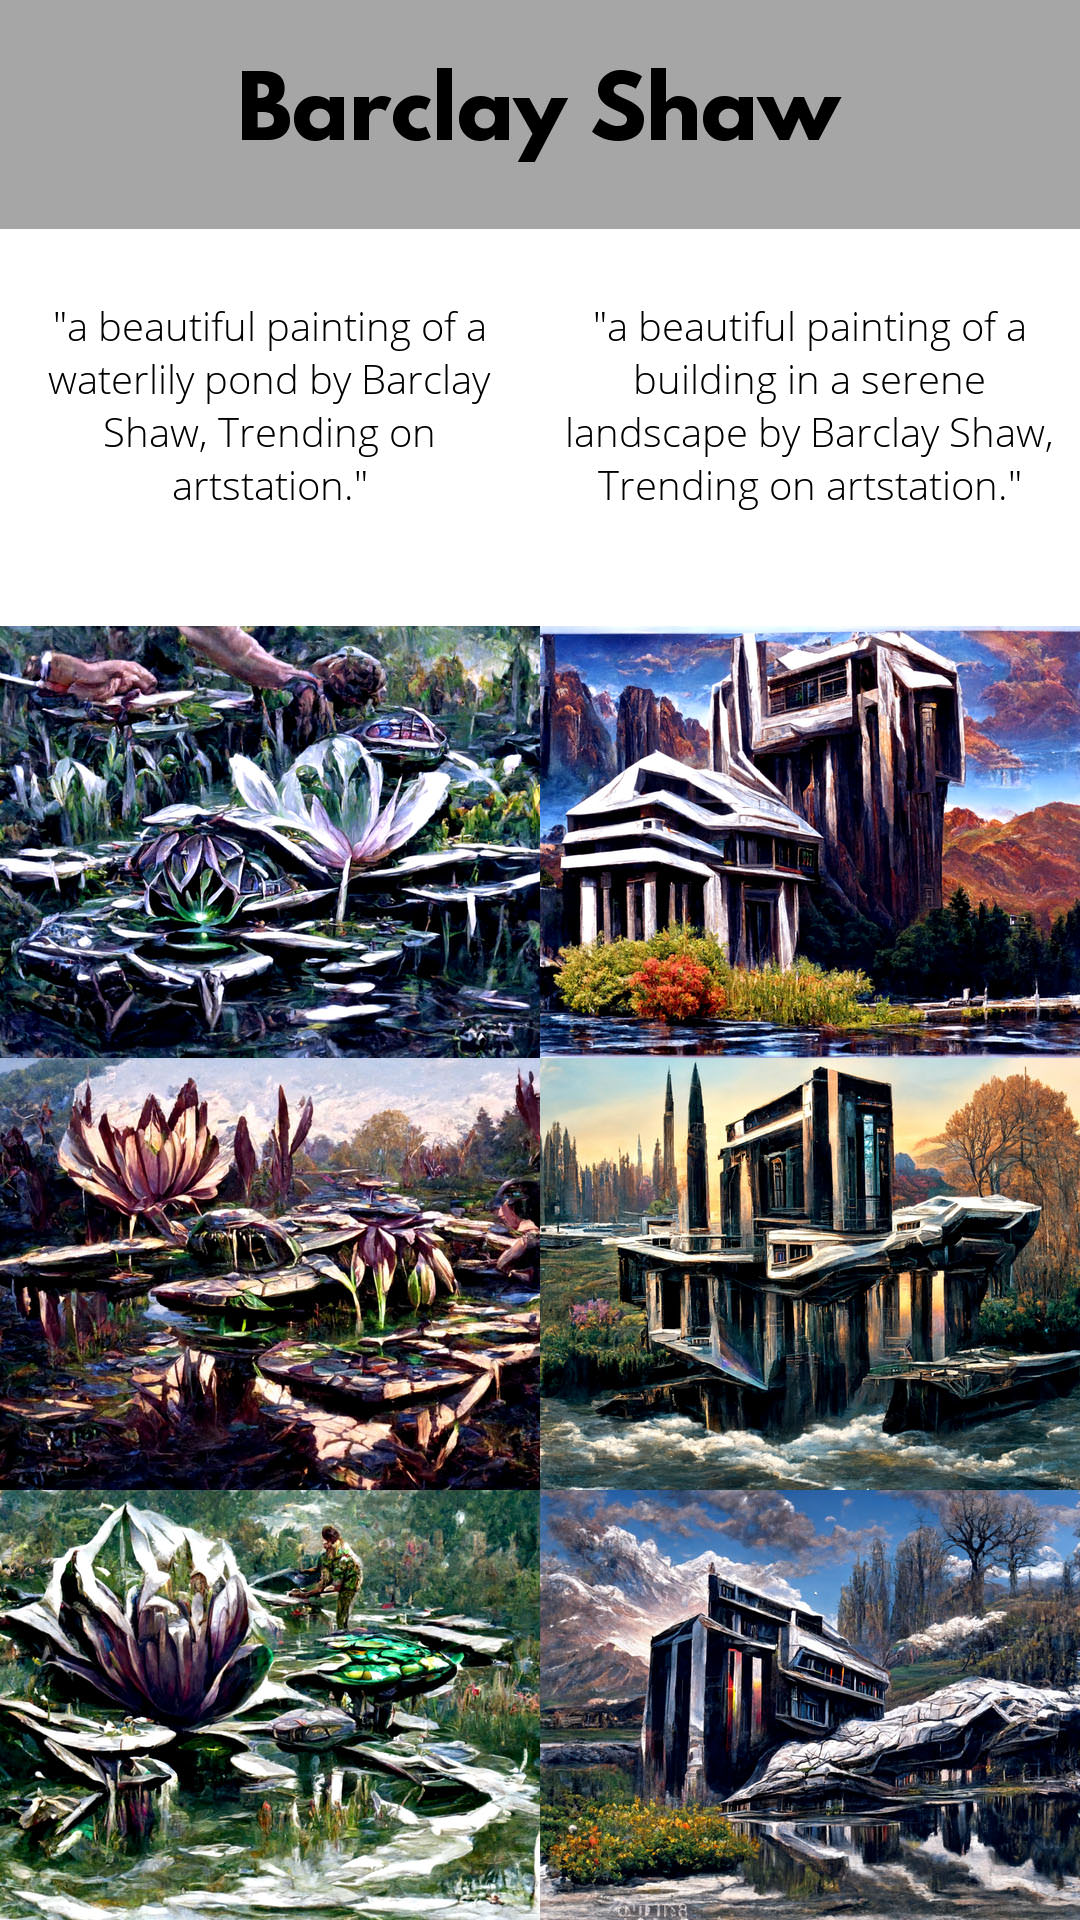 Barclay Shaw
"a beautiful painting of a
waterlily pond by Barclay
Shaw, Trending on
artstation."
"a beautiful painting of a
building in a serene
landscape by Barclay Shaw,
Trending on artstation."